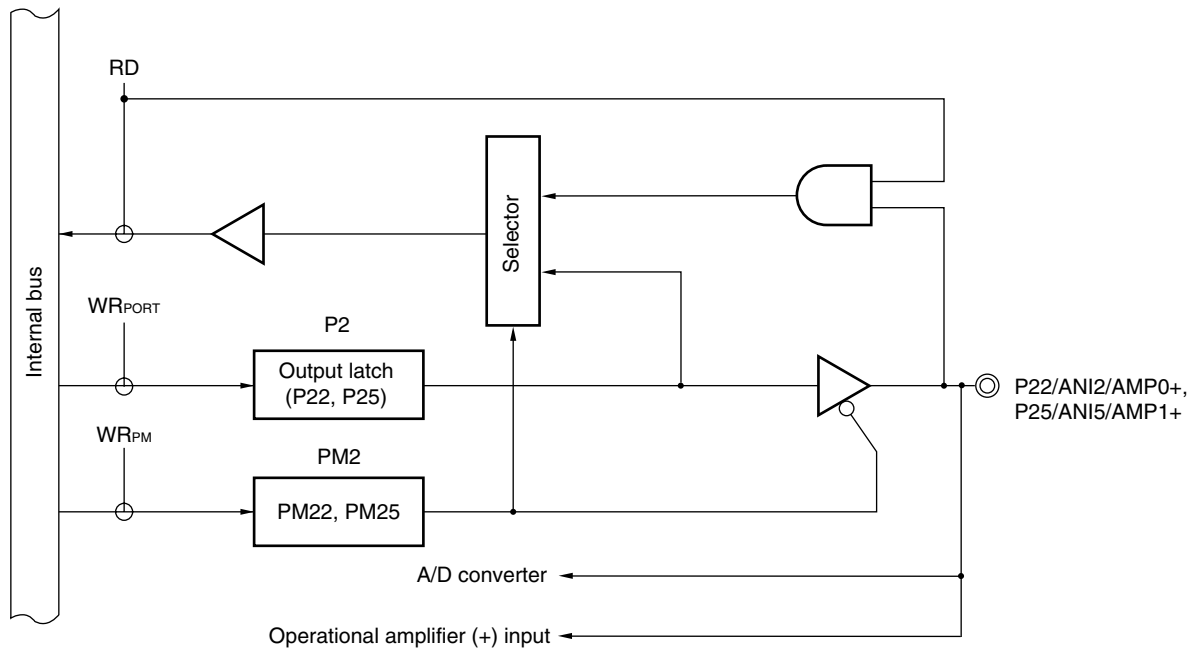 RD
Selector
Internal bus
WRPORT
P2
Output latch
(P22, P25)
P22/ANI2/AMP0+,
P25/ANI5/AMP1+
WRPM
PM2
PM22, PM25
A/D converter
Operational amplifier (+) input